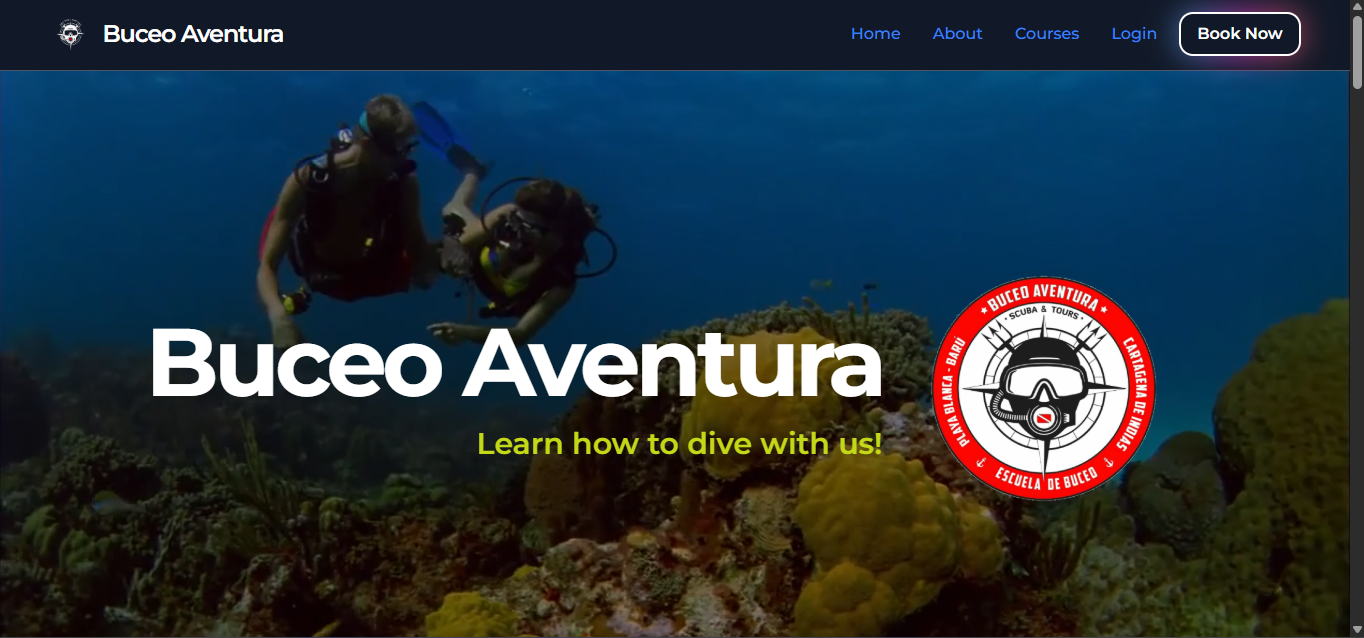 Buceo Aventura
Home
About
Courses
Login
Book Now
Buceo Aventura
Learn how to dive with us!
BUCEO AVENTURA
· SCUBA & TOURS ·
PLAYA BLANCA - BARU
CARTAGENA DE INDIAS
ESCUELA DE BUCEO